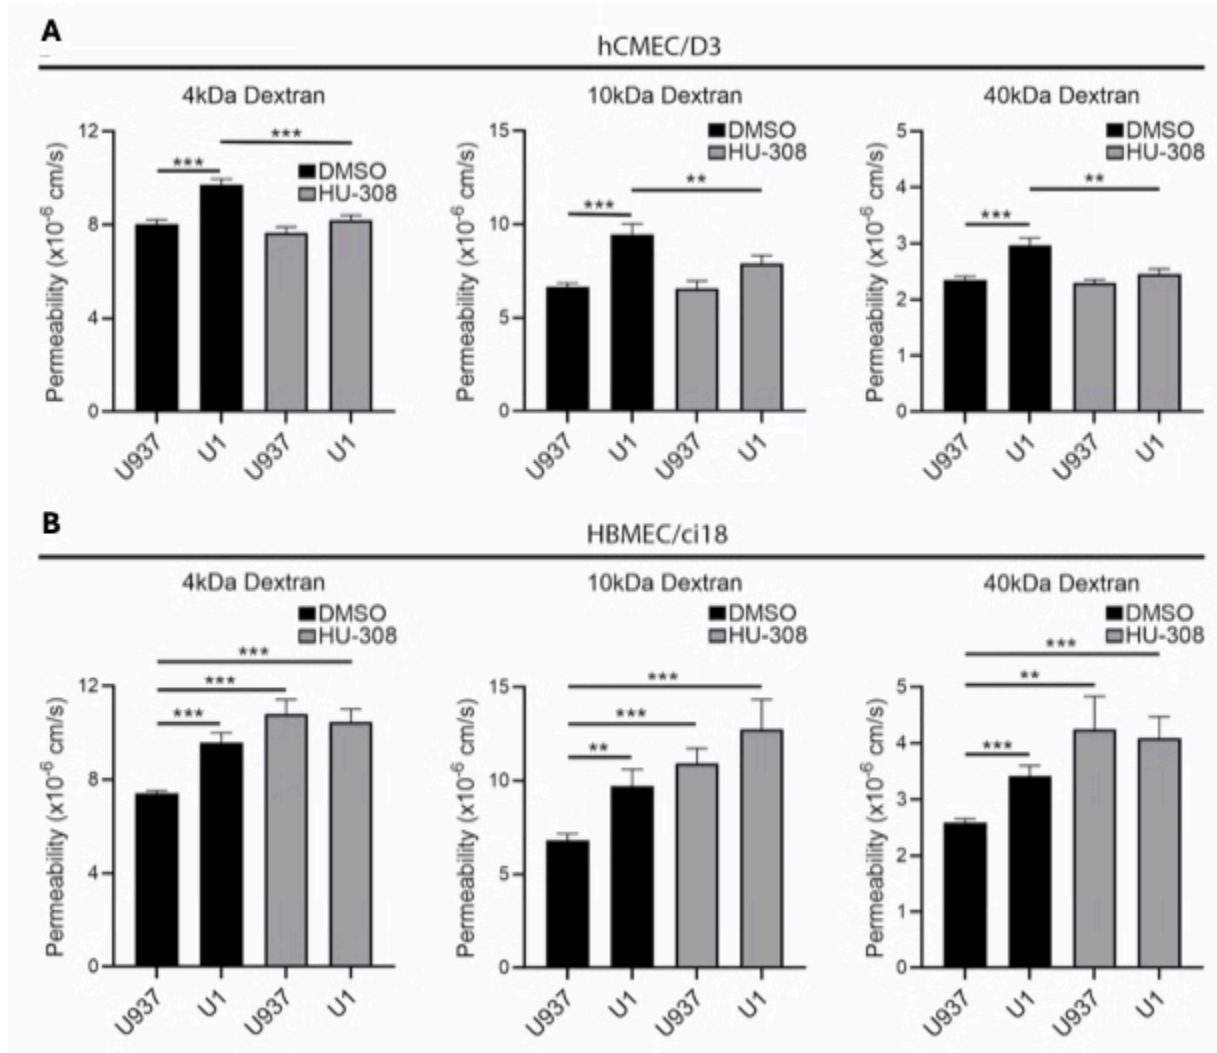 A
hCMEC/D3
4kDa Dextran
10kDa Dextran
40kDa Dextran
Permeability (x10⁻⁶ cm/s)
12
8
4
0
***
***
DMSO
HU-308
U937
U1
U937
U1
Permeability (x10⁻⁶ cm/s)
15
10
5
0
***
**
DMSO
HU-308
U937
U1
U937
U1
Permeability (x10⁻⁶ cm/s)
5
4
3
2
1
0
***
**
DMSO
HU-308
U937
U1
U937
U1
B
HBMEC/ci18
4kDa Dextran
10kDa Dextran
40kDa Dextran
DMSO
HU-308
Permeability (x10⁻⁶ cm/s)
12
8
4
0
***
***
***
U937
U1
U937
U1
DMSO
HU-308
Permeability (x10⁻⁶ cm/s)
15
10
5
0
***
***
**
U937
U1
U937
U1
DMSO
HU-308
Permeability (x10⁻⁶ cm/s)
5
4
3
2
1
0
***
**
***
U937
U1
U937
U1